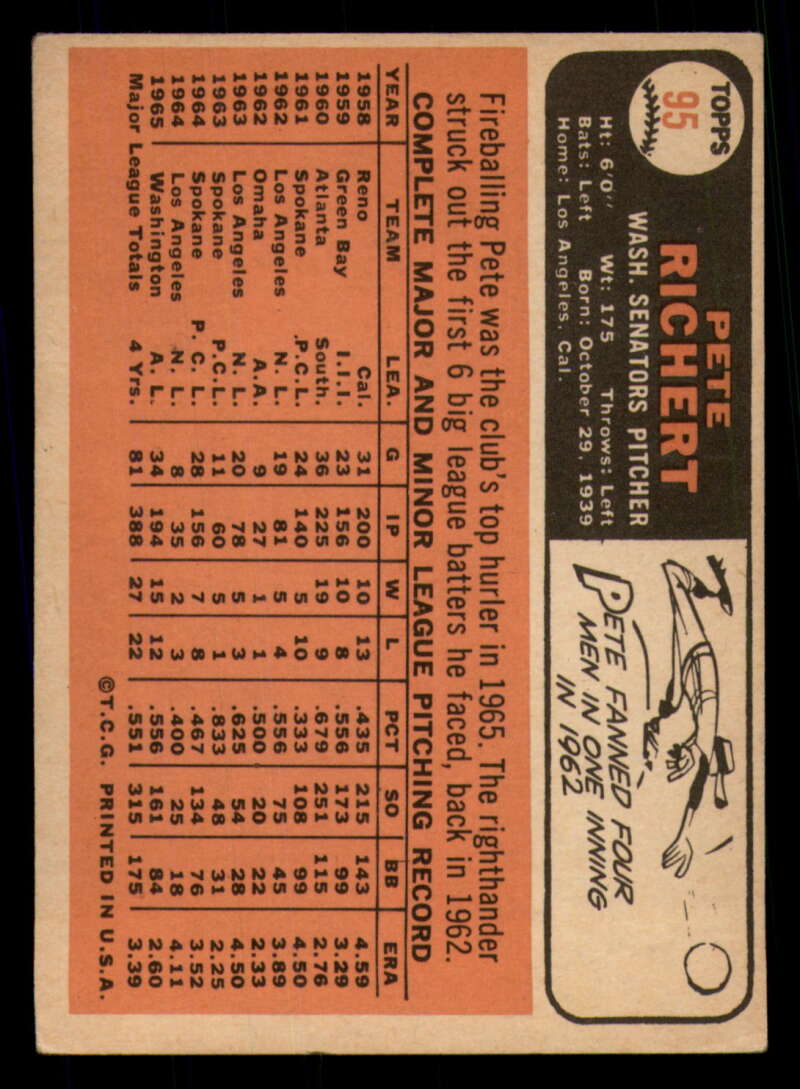 TOPPS
95
PETE
RICHERT
WASH. SENATORS PITCHER
Ht: 6'0" Wt: 175 Throws: Left
Bats: Left Born: October 29, 1939
Home: Los Angeles, Cal.
PETE FANNED FOUR
MEN IN ONE INNING
IN 1962
Fireballing Pete was the club's top hurler in 1965. The righthander
struck out the first 6 big league batters he faced, back in 1962.
COMPLETE MAJOR AND MINOR LEAGUE PITCHING RECORD
YEAR TEAM LEA. G IP W L PCT SO BB ERA
1958 Reno Cal. 31 200 10 13 .435 215 143 4.59
1959 Green Bay I.I.I. 23 156 10 8 .556 173 99 3.29
1960 Atlanta South. 36 225 19 9 .679 251 115 2.76
1961 Spokane P.C.L. 24 140 5 10 .333 108 99 4.50
1962 Los Angeles N. L. 19 81 5 4 .556 75 45 3.89
1962 Omaha A.A. 9 27 1 1 .500 20 22 2.33
1963 Los Angeles N. L. 20 78 5 3 .625 54 28 4.50
1963 Spokane P.C.L. 11 60 5 1 .833 48 31 2.25
1964 Spokane P. C. L. 28 156 7 8 .467 134 76 3.52
1964 Los Angeles N. L. 8 35 2 3 .400 25 18 4.11
1965 Washington A. L. 34 194 15 12 .556 161 84 2.60
Major League Totals 4 Yrs. 81 388 27 22 .551 315 175 3.39
©T.C.G. PRINTED IN U.S.A.